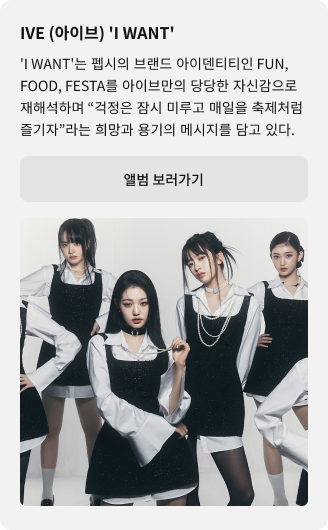 IVE (아이브) 'I WANT'
'I WANT'는 펩시의 브랜드 아이덴티티인 FUN,
FOOD, FESTA를 아이브만의 당당한 자신감으로
재해석하며 “걱정은 잠시 미루고 매일을 축제처럼
즐기자”라는 희망과 용기의 메시지를 담고 있다.
앨범 보러가기